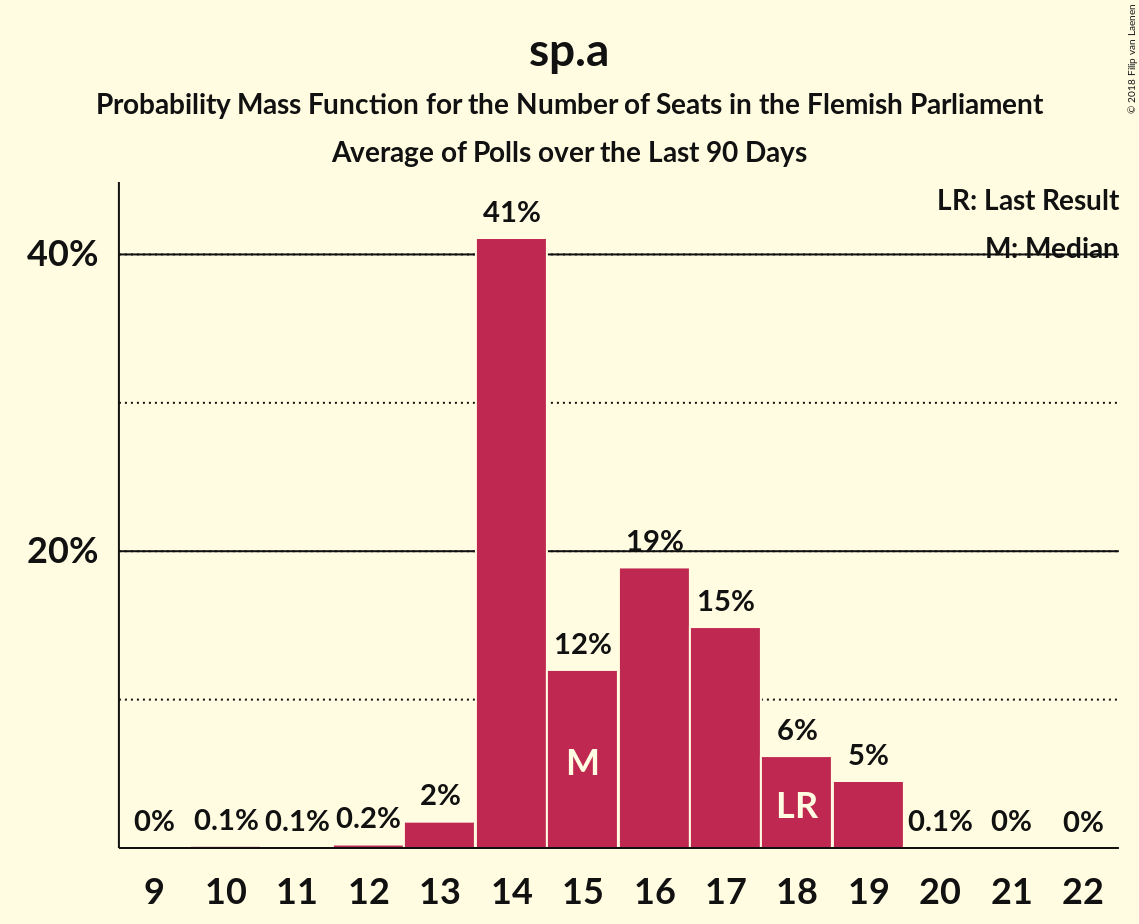 sp.a
Probability Mass Function for the Number of Seats in the Flemish Parliament
Average of Polls over the Last 90 Days
© 2018 Filip van Laenen
LR: Last Result
M: Median
40%
20%
0%
0.1%
0.1%
0.2%
2%
41%
12%
19%
15%
6%
5%
0.1%
0%
0%
M
LR
9 10 11 12 13 14 15 16 17 18 19 20 21 22